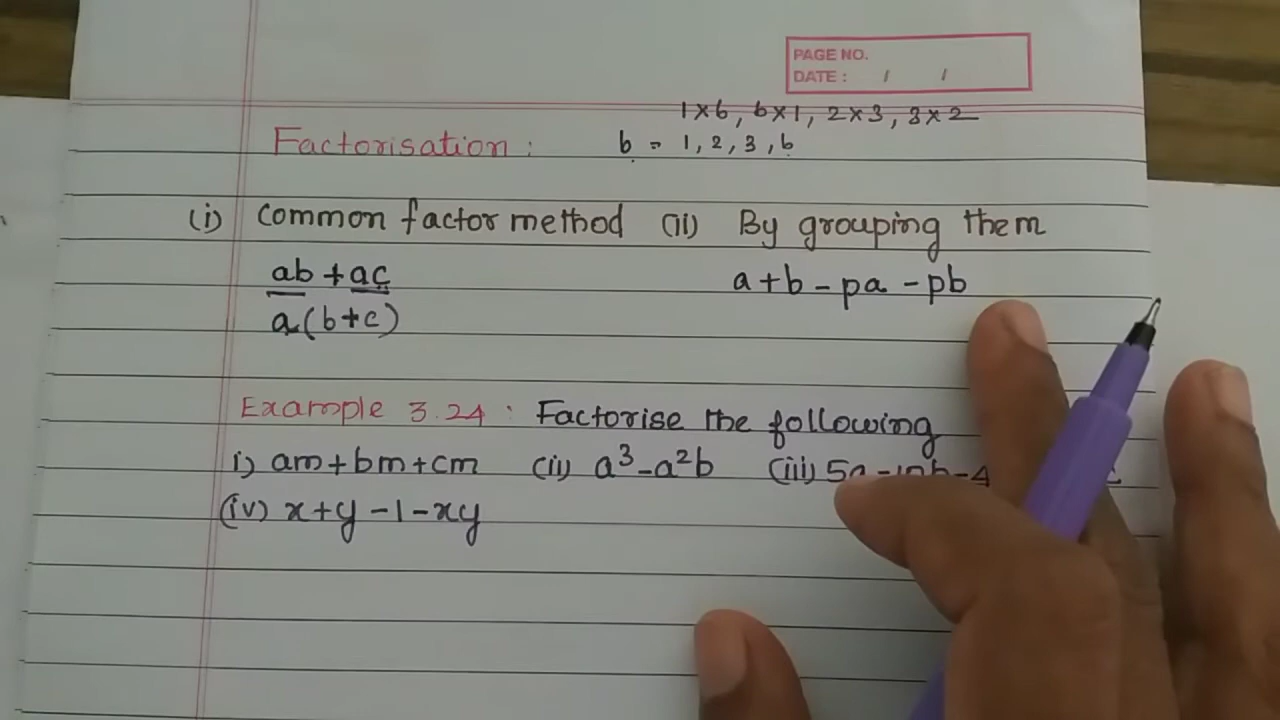 PAGE NO.
DATE : / /
1×6, 6×1, 2×3, 3×2
Factorisation : 6 = 1, 2, 3, 6
(i) Common factor method (ii) By grouping them
ab + ac a+b-pa-pb
a(b+c)
Example 3.24 : Factorise the following
i) am+bm+cm (ii) a³-a²b (iii) 5a-10b-4
(iv) x+y-1-xy